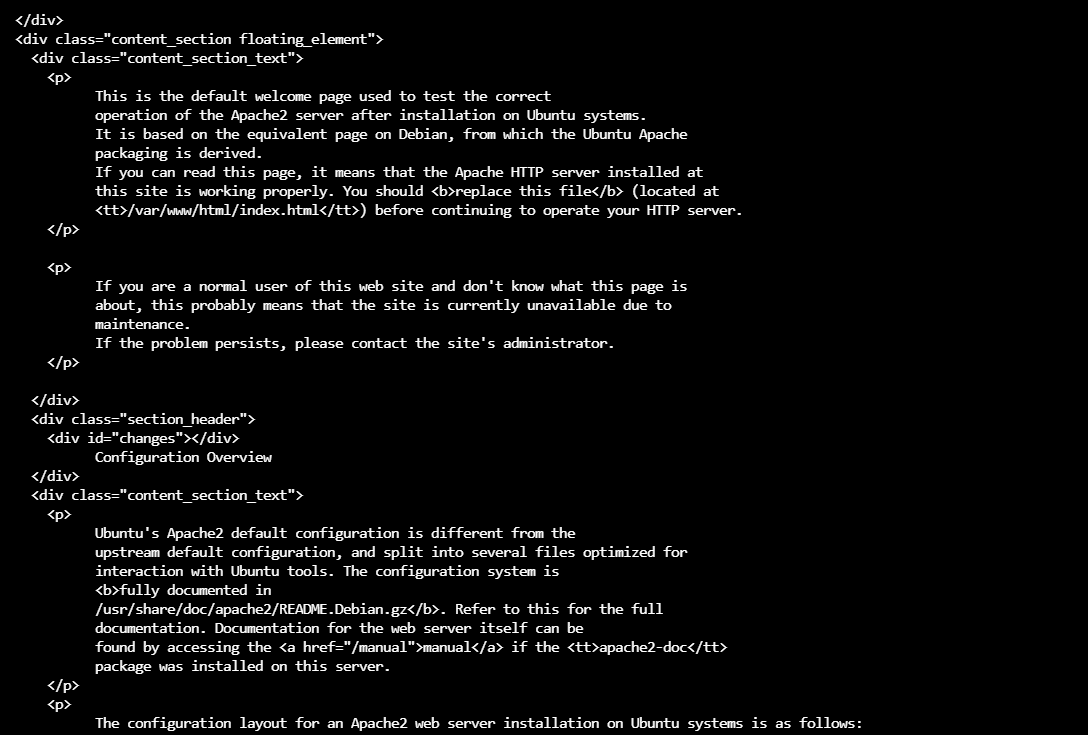 </div>
<div class="content_section floating_element">
<div class="content_section_text">
<p>
This is the default welcome page used to test the correct
operation of the Apache2 server after installation on Ubuntu systems.
It is based on the equivalent page on Debian, from which the Ubuntu Apache
packaging is derived.
If you can read this page, it means that the Apache HTTP server installed at
this site is working properly. You should <b>replace this file</b> (located at
<tt>/var/www/html/index.html</tt>) before continuing to operate your HTTP server.
</p>
<p>
If you are a normal user of this web site and don't know what this page is
about, this probably means that the site is currently unavailable due to
maintenance.
If the problem persists, please contact the site's administrator.
</p>
</div>
<div class="section_header">
<div id="changes"></div>
Configuration Overview
</div>
<div class="content_section_text">
<p>
Ubuntu's Apache2 default configuration is different from the
upstream default configuration, and split into several files optimized for
interaction with Ubuntu tools. The configuration system is
<b>fully documented in
/usr/share/doc/apache2/README.Debian.gz</b>. Refer to this for the full
documentation. Documentation for the web server itself can be
found by accessing the <a href="/manual">manual</a> if the <tt>apache2-doc</tt>
package was installed on this server.
</p>
<p>
The configuration layout for an Apache2 web server installation on Ubuntu systems is as follows: